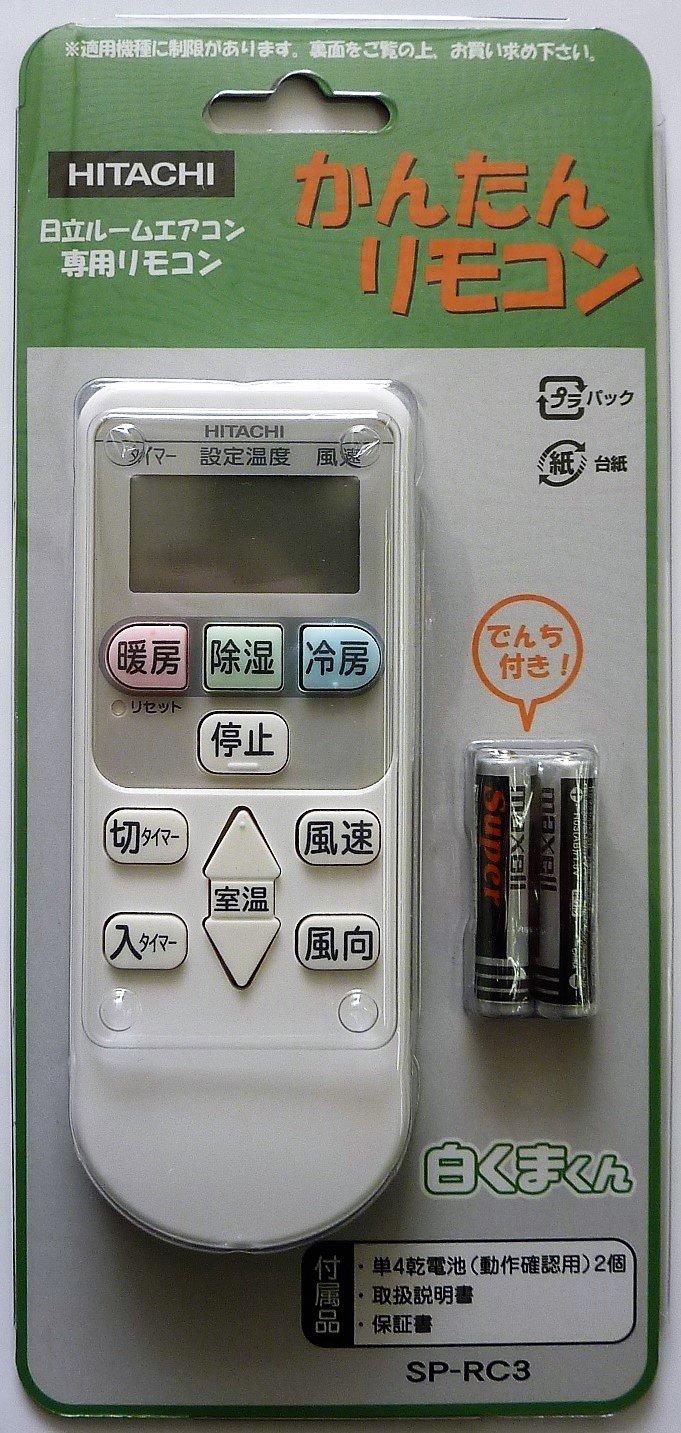 ※適用機種に制限があります。裏面をご覧の上、お買い求め下さい。
HITACHI
日立ルームエアコン
専用リモコン
かんたん
リモコン
プラ パック
紙 台紙
HITACHI
タイマー 設定温度 風速
暖房 除湿 冷房
リセット
停止
切タイマー 風速
室温
入タイマー 風向
でんち
付き!
maxell
Super
maxell
白くまくん
付属品
・単4乾電池(動作確認用)2個
・取扱説明書
・保証書
SP-RC3